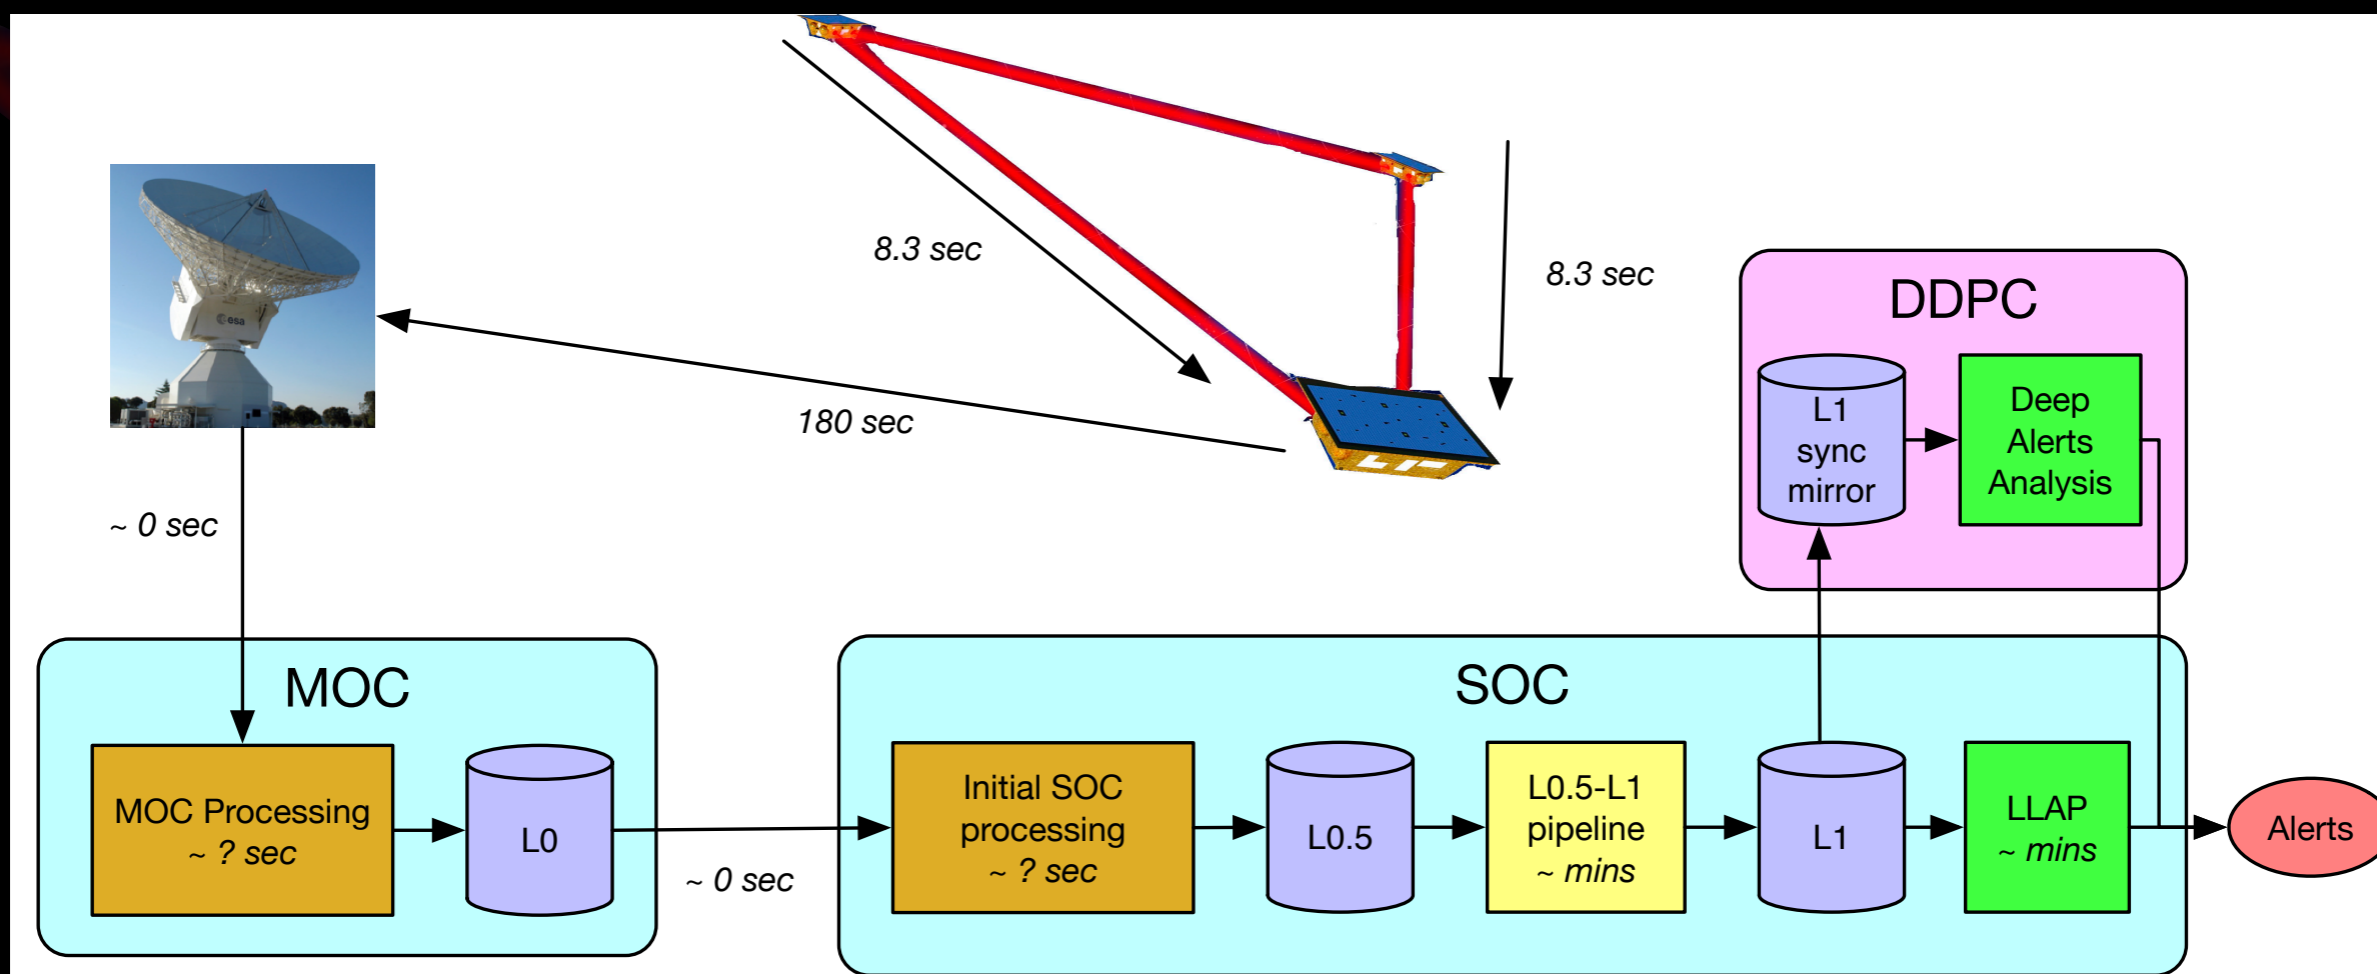 8.3 sec
8.3 sec
esa
180 sec
~ 0 sec
DDPC
L1
sync
mirror
Deep
Alerts
Analysis
MOC
MOC Processing
~ ? sec
L0
~ 0 sec
SOC
Initial SOC
processing
~ ? sec
L0.5
L0.5-L1
pipeline
~ mins
L1
LLAP
~ mins
Alerts